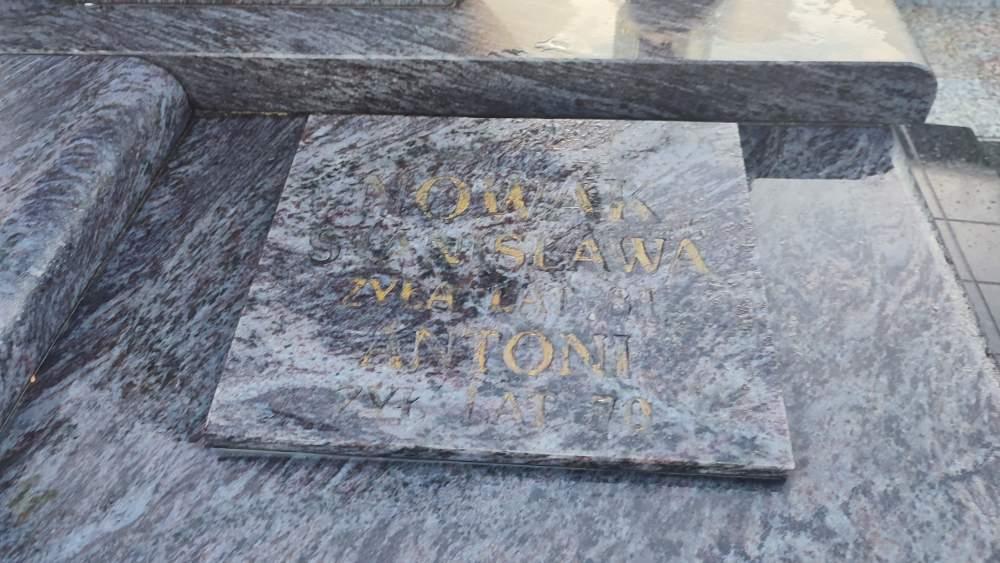 NOWAK
STANISŁAWA
ŻYŁA LAT 81
ANTONI
ŻYŁ LAT 70